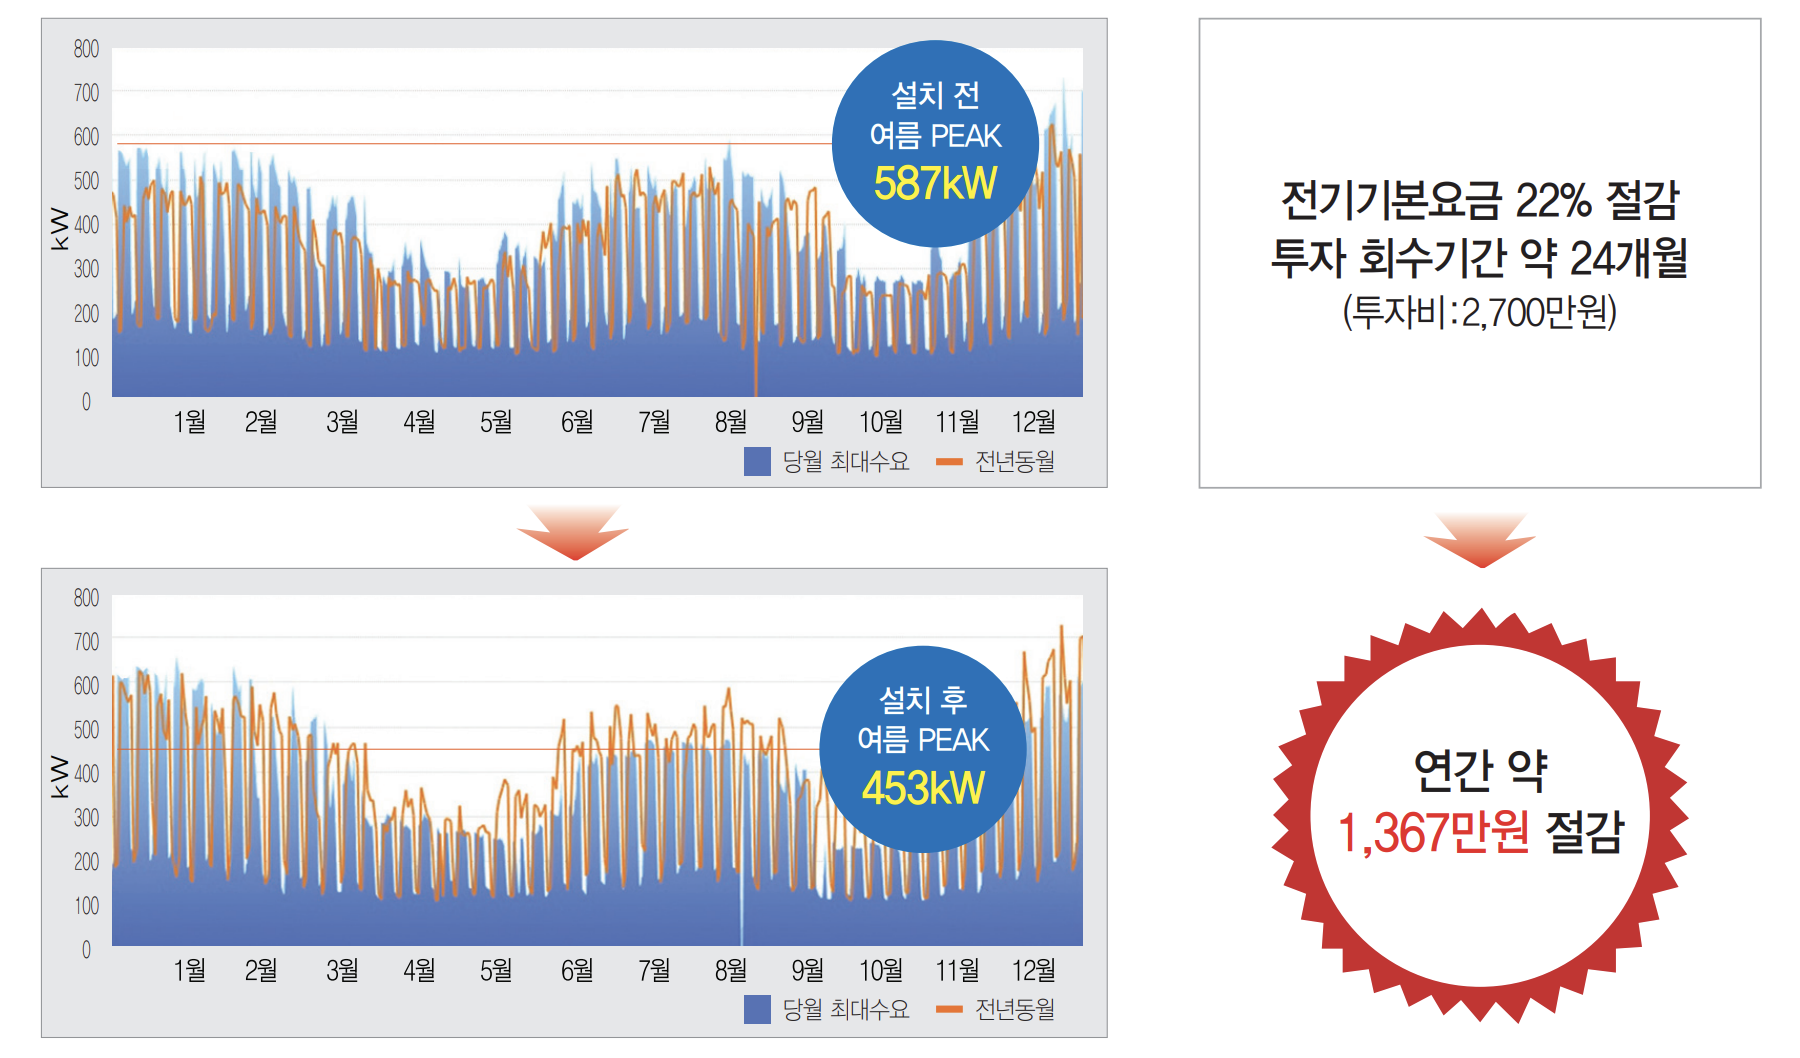 800
700
600
500
400
300
200
100
0
kW
설치 전
여름 PEAK
587kW
1월 2월 3월 4월 5월 6월 7월 8월 9월 10월 11월 12월
당월 최대수요 전년동월
전기기본요금 22% 절감
투자 회수기간 약 24개월
(투자비:2,700만원)
800
700
600
500
400
300
200
100
0
kW
설치 후
여름 PEAK
453kW
1월 2월 3월 4월 5월 6월 7월 8월 9월 10월 11월 12월
당월 최대수요 전년동월
연간 약
1,367만원 절감